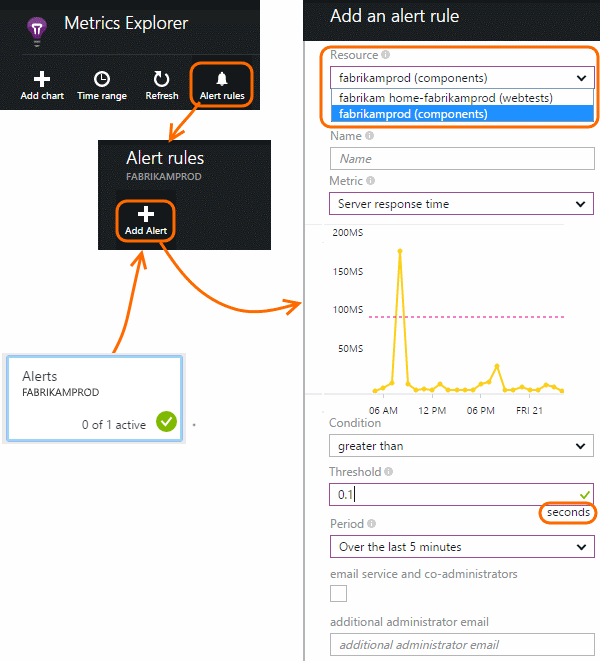 Metrics Explorer
Add chart
Time range
Refresh
Alert rules
Alert rules
FABRIKAMPROD
Add Alert
Alerts
FABRIKAMPROD
0 of 1 active
Add an alert rule
Resource
fabrikamprod (components)
fabrikam home-fabrikamprod (webtests)
fabrikamprod (components)
Name
Name
Metric
Server response time
200MS
150MS
100MS
50MS
06 AM
12 PM
06 PM
FRI 21
Condition
greater than
Threshold
0.1
seconds
Period
Over the last 5 minutes
email service and co-administrators
additional administrator email
additional administrator email